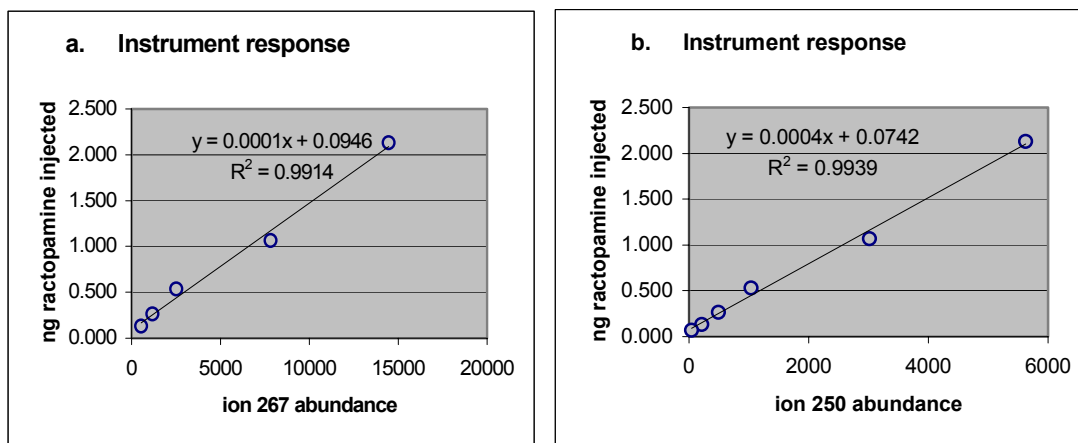 a. Instrument response
ng ractopamine injected
2.500
2.000
1.500
1.000
0.500
0.000
y = 0.0001x + 0.0946
R² = 0.9914
0 5000 10000 15000 20000
ion 267 abundance
b. Instrument response
ng ractopamine injected
2.500
2.000
1.500
1.000
0.500
0.000
y = 0.0004x + 0.0742
R² = 0.9939
0 2000 4000 6000
ion 250 abundance